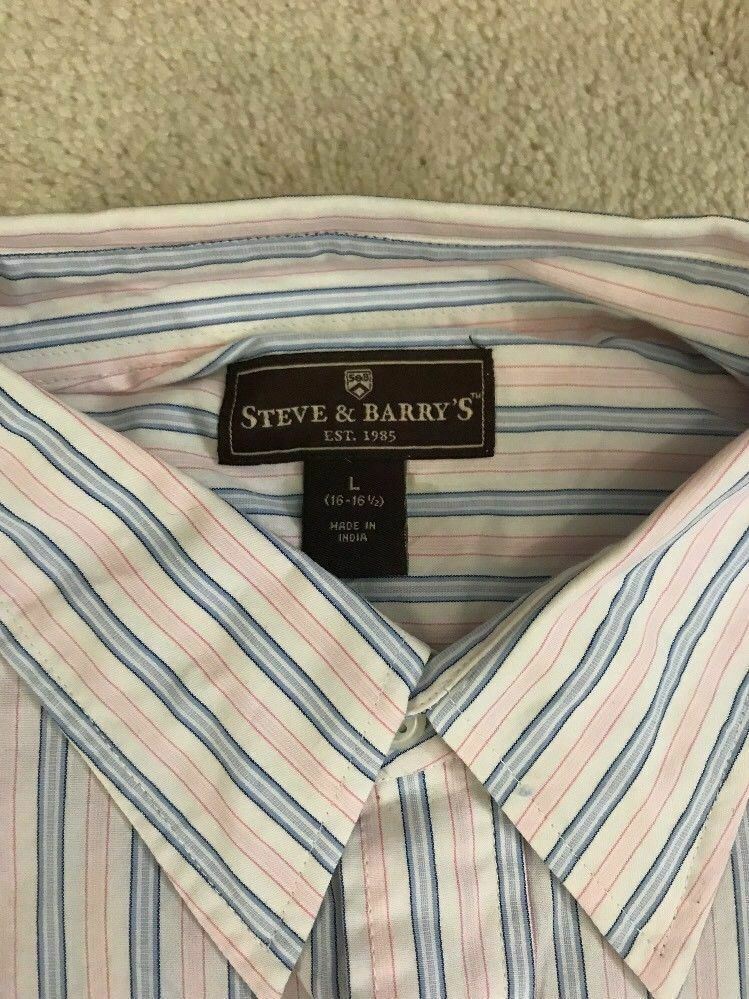 S&B
STEVE & BARRY'S™
EST. 1985
L
(16-16 ½)
MADE IN
INDIA